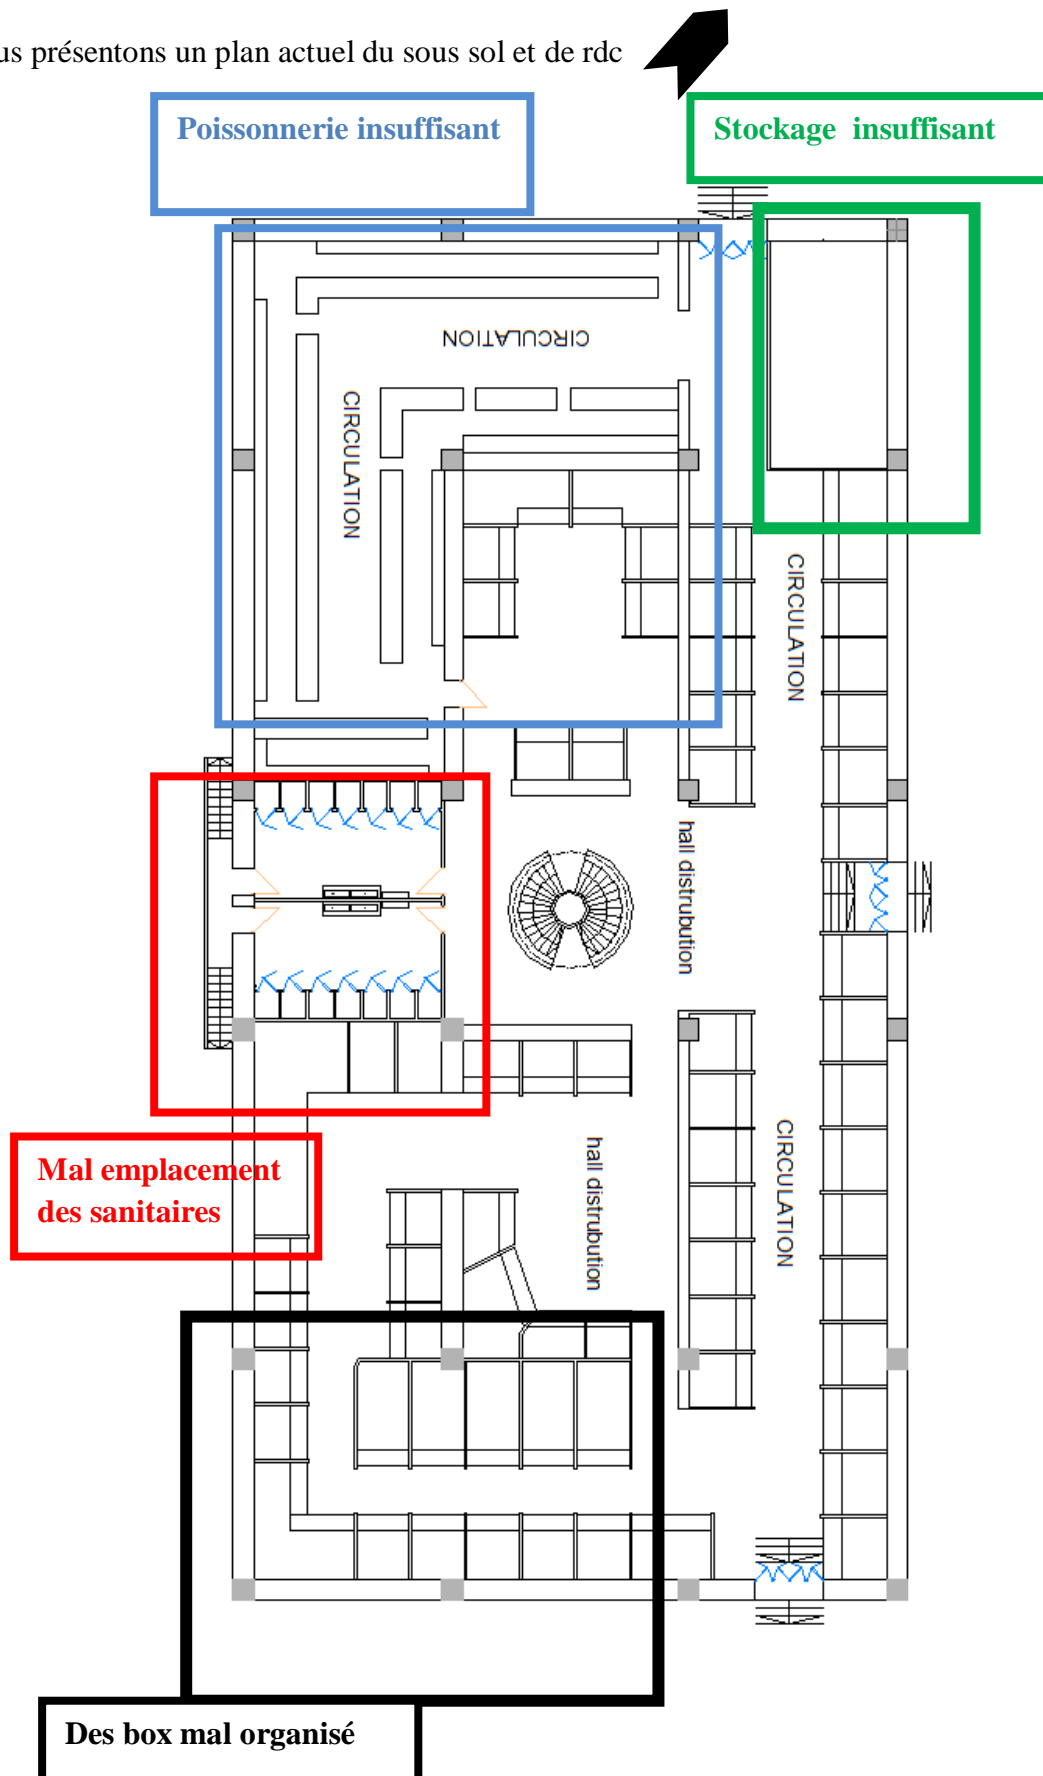 us présentons un plan actuel du sous sol et de rdc
Poissonnerie insuffisant
Stockage insuffisant
CIRCULATION
CIRCULATION
CIRCULATION
hall distrubution
CIRCULATION
hall distrubution
Mal emplacement
des sanitaires
Des box mal organisé